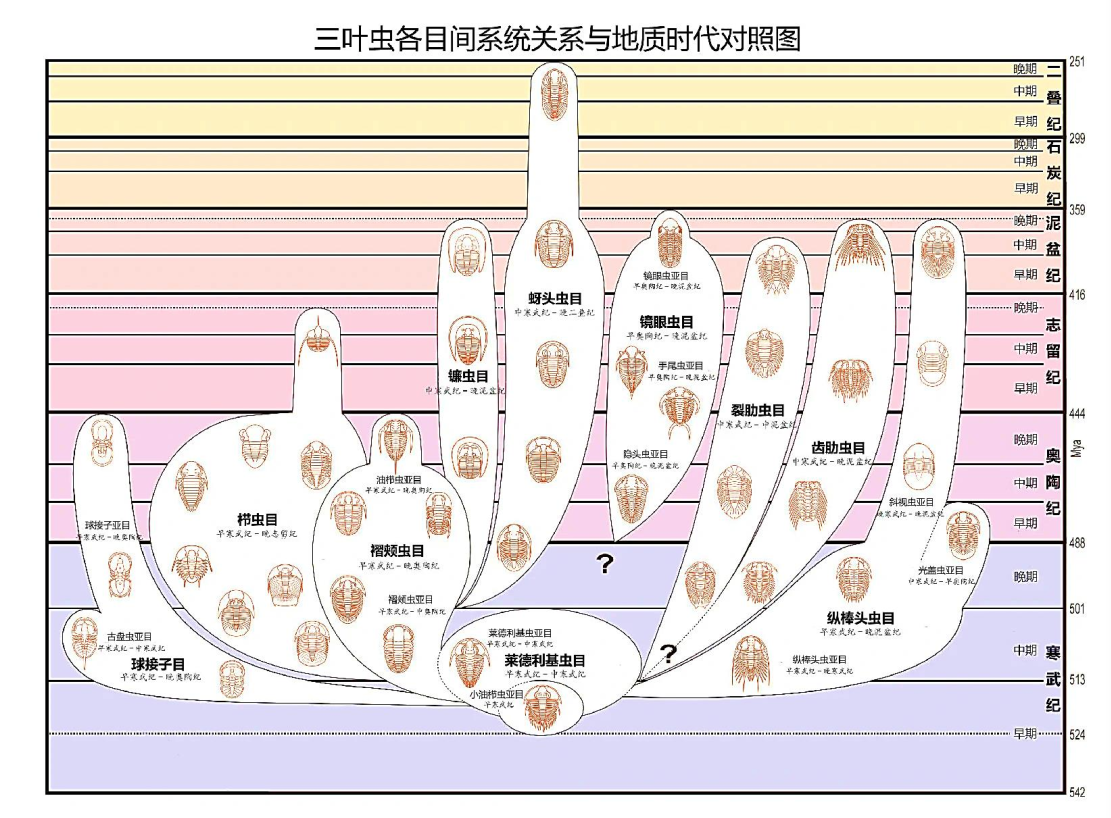 三叶虫各目间系统关系与地质时代对照图
251
晚期
二叠纪
中期
早期
299
晚期
石炭纪
中期
早期
359
晚期
泥盆纪
中期
早期
416
晚期
志留纪
中期
早期
444
晚期
奥陶纪
中期
早期
488
晚期
501
中期
寒武纪
513
524
早期
542
Mya
球接子亚目
早寒武纪－晚奥陶纪
古盘虫亚目
早寒武纪－中寒武纪
球接子目
早寒武纪－晚奥陶纪
栉虫目
早寒武纪－晚志留纪
油栉虫亚目
早寒武纪－晚奥陶纪
褶颊虫目
早寒武纪－晚奥陶纪
褶颊虫亚目
早寒武纪－中奥陶纪
镰虫目
中寒武纪－晚泥盆纪
蚜头虫目
中寒武纪－晚二叠纪
镜眼虫亚目
早奥陶纪－晚泥盆纪
镜眼虫目
早奥陶纪－晚泥盆纪
手尾虫亚目
早奥陶纪－晚泥盆纪
隐头虫亚目
早奥陶纪－晚泥盆纪
?
裂肋虫目
中寒武纪－中泥盆纪
齿肋虫目
中寒武纪－晚泥盆纪
斜视虫亚目
晚寒武纪－晚泥盆纪
光盖虫亚目
中寒武纪－早奥陶纪
纵棒头虫目
早寒武纪－晚泥盆纪
纵棒头虫亚目
早寒武纪－晚寒武纪
?
莱德利基虫亚目
早寒武纪－中寒武纪
莱德利基虫目
早寒武纪－中寒武纪
小油栉虫亚目
早寒武纪